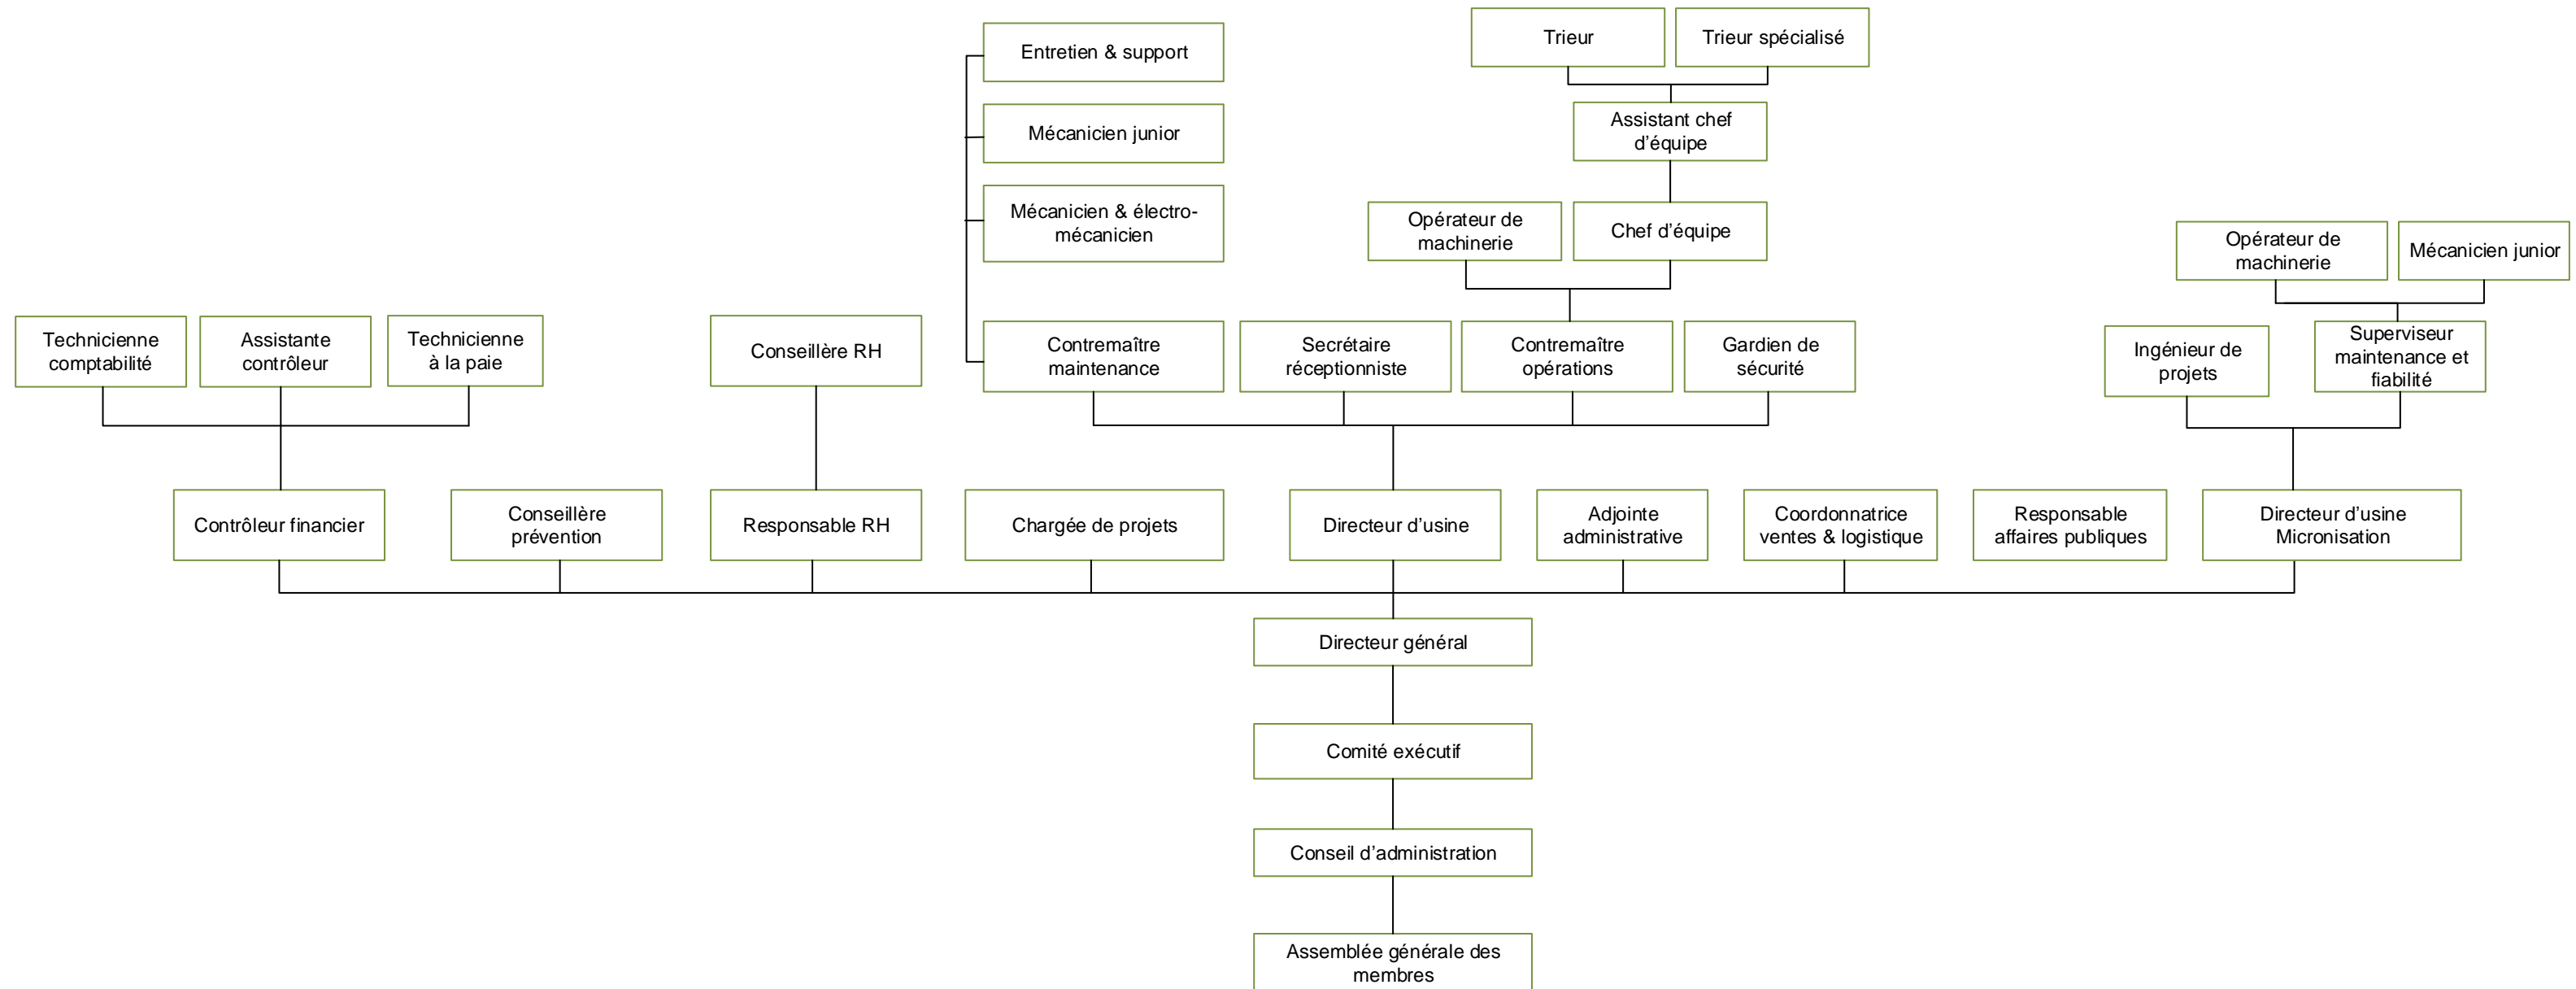 Entretien & support
Trieur
Trieur spécialisé
Mécanicien junior
Assistant chef
d’équipe
Mécanicien & électro-
mécanicien
Opérateur de
machinerie
Chef d’équipe
Opérateur de
machinerie
Mécanicien junior
Technicienne
comptabilité
Assistante
contrôleur
Technicienne
à la paie
Conseillère RH
Contremaître
maintenance
Secrétaire
réceptionniste
Contremaître
opérations
Gardien de
sécurité
Ingénieur de
projets
Superviseur
maintenance et
fiabilité
Contrôleur financier
Conseillère
prévention
Responsable RH
Chargée de projets
Directeur d’usine
Adjointe
administrative
Coordonnatrice
ventes & logistique
Responsable
affaires publiques
Directeur d’usine
Micronisation
Directeur général
Comité exécutif
Conseil d’administration
Assemblée générale des
membres